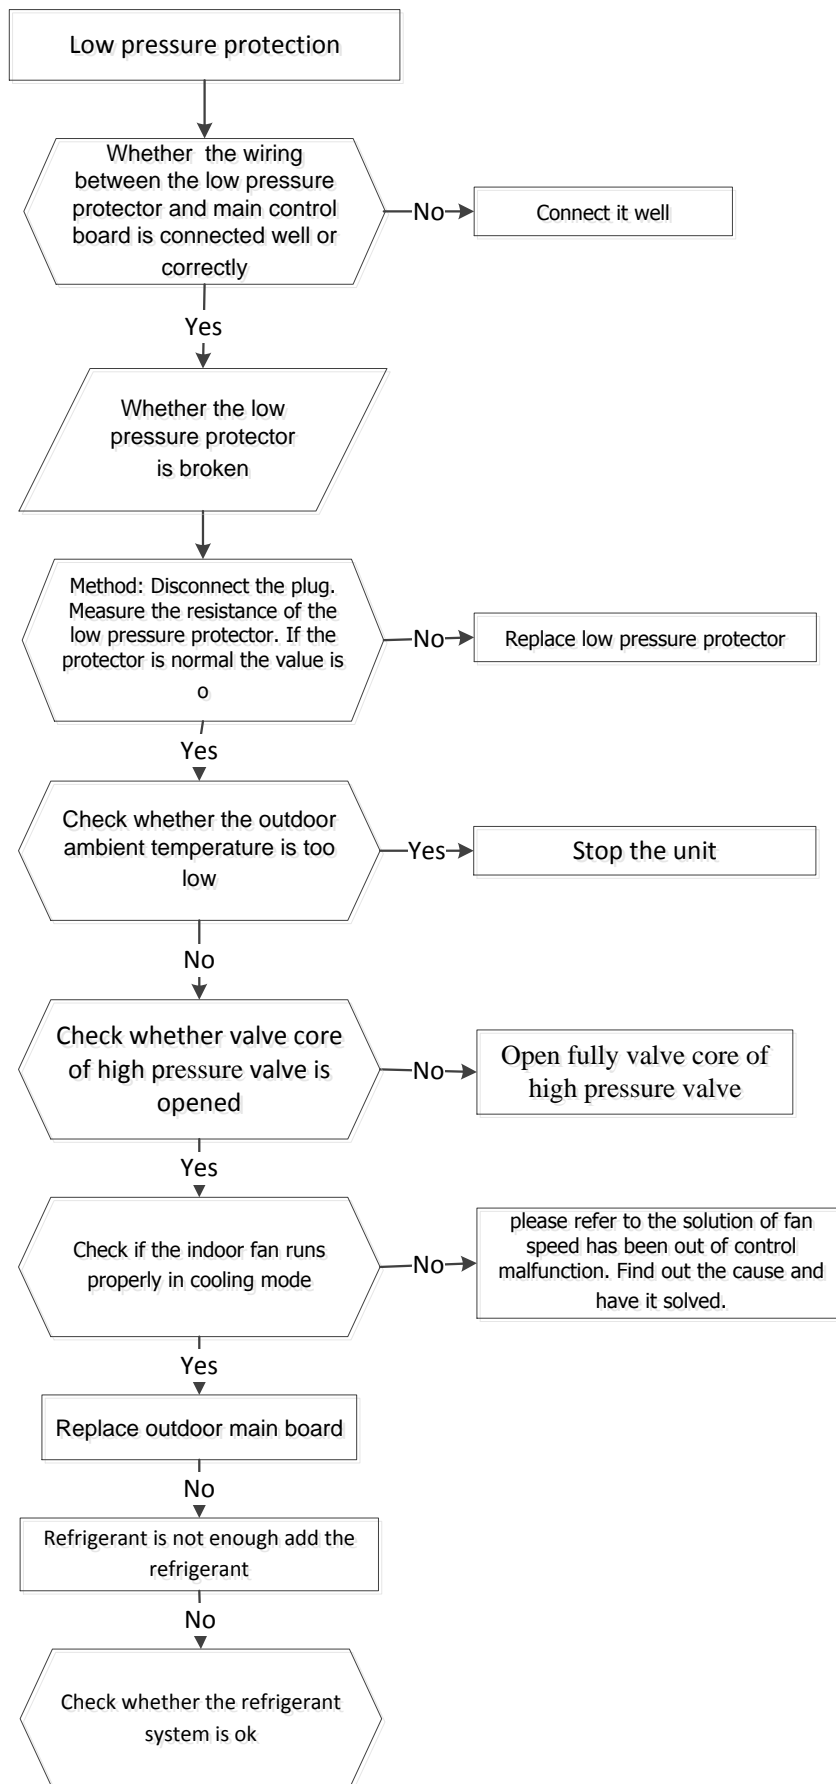 Low pressure protection
Whether the wiring
between the low pressure
protector and main control
board is connected well or
correctly
No
Connect it well
Yes
Whether the low
pressure protector
is broken
Method: Disconnect the plug.
Measure the resistance of the
low pressure protector. If the
protector is normal the value is
o
No
Replace low pressure protector
Yes
Check whether the outdoor
ambient temperature is too
low
Yes
Stop the unit
No
Check whether valve core
of high pressure valve is
opened
No
Open fully valve core of
high pressure valve
Yes
Check if the indoor fan runs
properly in cooling mode
No
please refer to the solution of fan
speed has been out of control
malfunction. Find out the cause and
have it solved.
Yes
Replace outdoor main board
No
Refrigerant is not enough add the
refrigerant
No
Check whether the refrigerant
system is ok